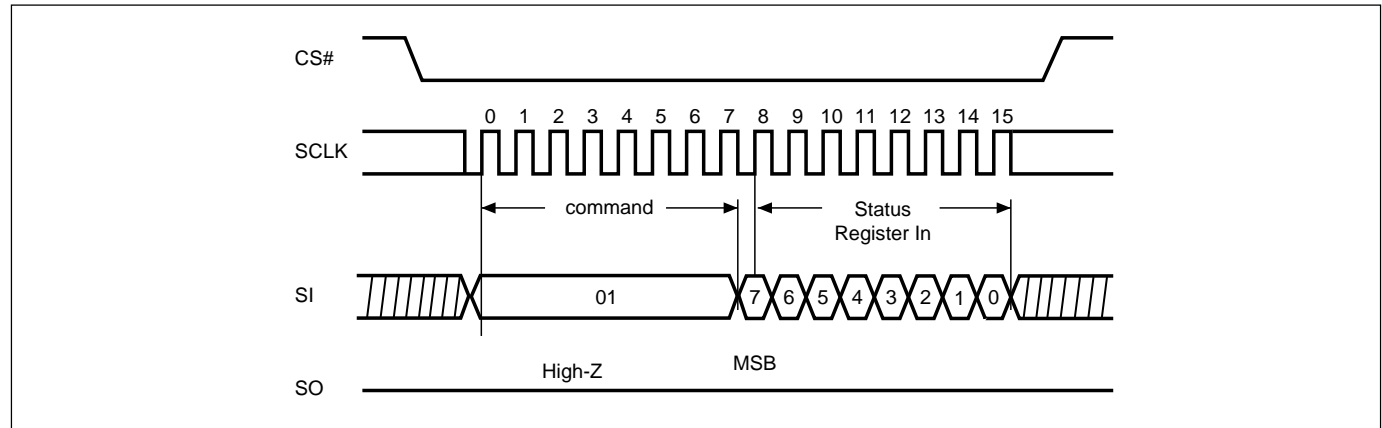 CS#
0 1 2 3 4 5 6 7 8 9 10 11 12 13 14 15
SCLK
command Status
Register In
SI 01 7 6 5 4 3 2 1 0
High-Z MSB
SO